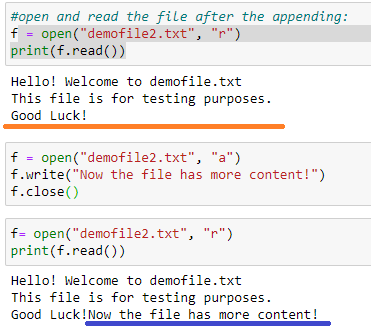 #open and read the file after the appending:
f = open("demofile2.txt", "r")
print(f.read())
Hello! Welcome to demofile.txt
This file is for testing purposes.
Good Luck!
f = open("demofile2.txt", "a")
f.write("Now the file has more content!")
f.close()
f= open("demofile2.txt", "r")
print(f.read())
Hello! Welcome to demofile.txt
This file is for testing purposes.
Good Luck!Now the file has more content!